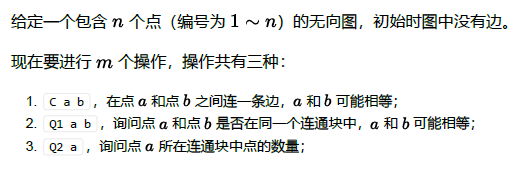 给定一个包含 n 个点（编号为 1 ~ n）的无向图，初始时图中没有边。
现在要进行 m 个操作，操作共有三种：
1. C a b，在点 a 和点 b 之间连一条边，a 和 b 可能相等；
2. Q1 a b，询问点 a 和点 b 是否在同一个连通块中，a 和 b 可能相等；
3. Q2 a，询问点 a 所在连通块中点的数量；